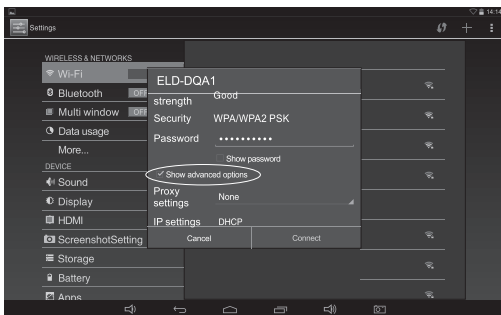 14:14
Settings
WIRELESS & NETWORKS
Wi-Fi
Bluetooth OFF
Multi window OFF
Data usage
More...
DEVICE
Sound
Display
HDMI
ScreenshotSetting
Storage
Battery
Apps
ELD-DQA1
strength Good
Security WPA/WPA2 PSK
Password ••••••••••
Show password
Show advanced options
Proxy
settings None
IP settings DHCP
Cancel Connect